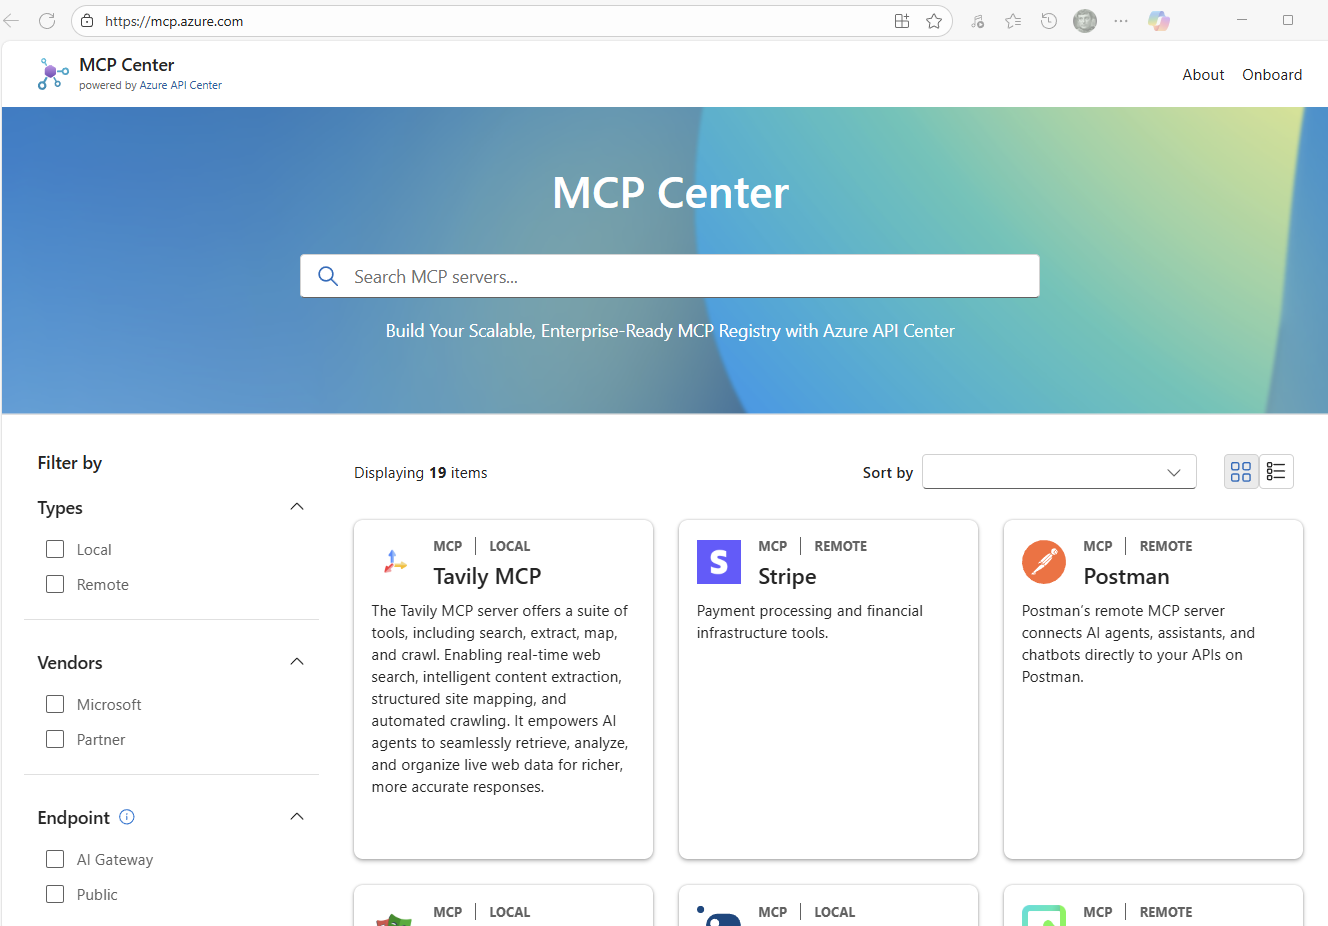 https://mcp.azure.com
MCP Center
powered by Azure API Center
About
Onboard
MCP Center
Search MCP servers...
Build Your Scalable, Enterprise-Ready MCP Registry with Azure API Center
Filter by
Types
Local
Remote
Vendors
Microsoft
Partner
Endpoint
AI Gateway
Public
Displaying 19 items
Sort by
MCP | LOCAL
Tavily MCP
The Tavily MCP server offers a suite of
tools, including search, extract, map,
and crawl. Enabling real-time web
search, intelligent content extraction,
structured site mapping, and
automated crawling. It empowers AI
agents to seamlessly retrieve, analyze,
and organize live web data for richer,
more accurate responses.
S
MCP | REMOTE
Stripe
Payment processing and financial
infrastructure tools.
MCP | REMOTE
Postman
Postman’s remote MCP server
connects AI agents, assistants, and
chatbots directly to your APIs on
Postman.
MCP | LOCAL
MCP | LOCAL
MCP | REMOTE